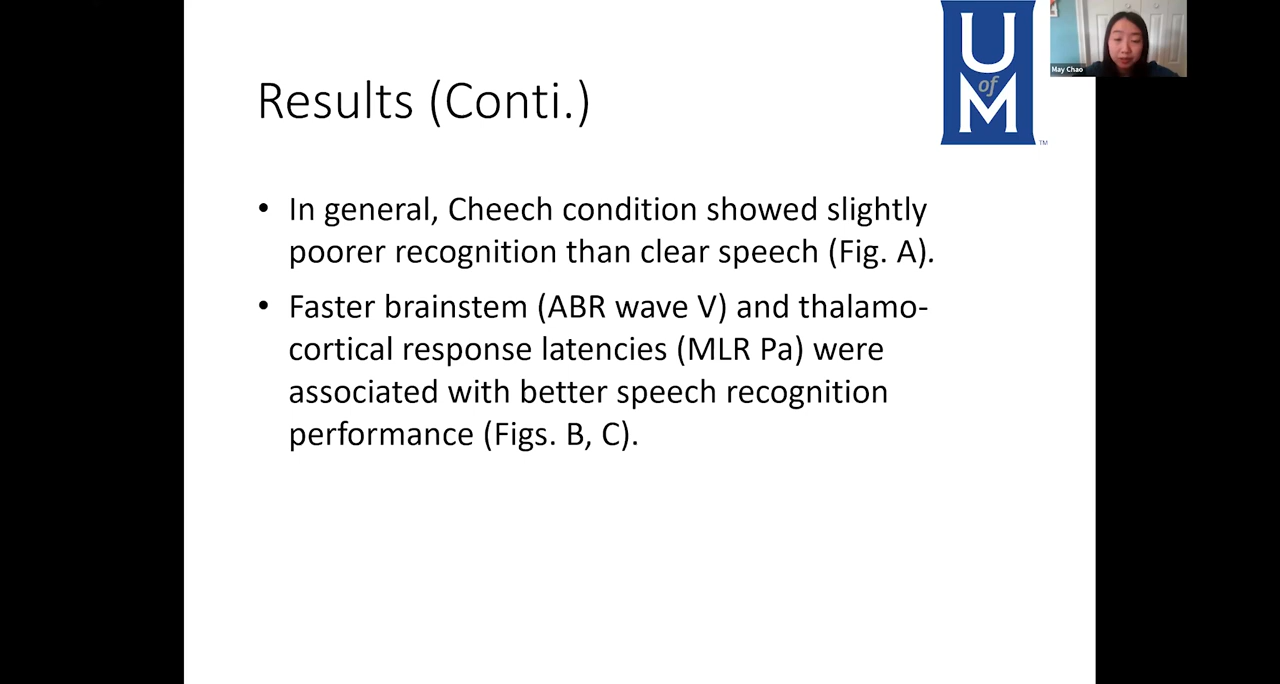 U
of
M
TM
May Chao
Results (Conti.)
• In general, Cheech condition showed slightly
poorer recognition than clear speech (Fig. A).
• Faster brainstem (ABR wave V) and thalamo-
cortical response latencies (MLR Pa) were
associated with better speech recognition
performance (Figs. B, C).